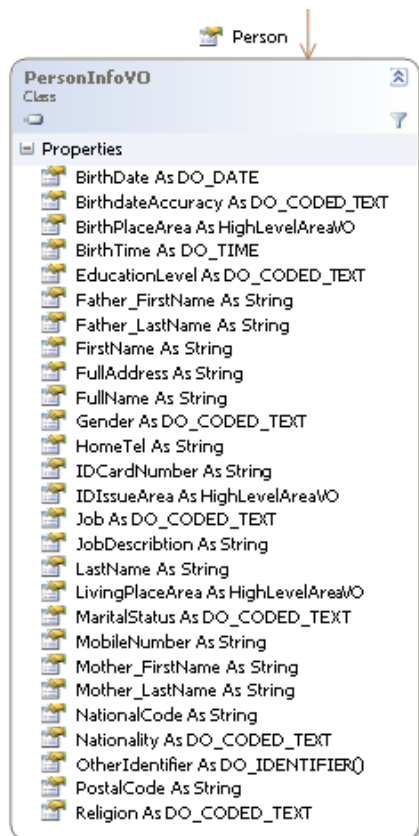 Person
PersonInfoVO
Class
Properties
BirthDate As DO_DATE
BirthdateAccuracy As DO_CODED_TEXT
BirthPlaceArea As HighLevelAreaVO
BirthTime As DO_TIME
EducationLevel As DO_CODED_TEXT
Father_FirstName As String
Father_LastName As String
FirstName As String
FullAddress As String
FullName As String
Gender As DO_CODED_TEXT
HomeTel As String
IDCardNumber As String
IDIssueArea As HighLevelAreaVO
Job As DO_CODED_TEXT
JobDescribtion As String
LastName As String
LivingPlaceArea As HighLevelAreaVO
MaritalStatus As DO_CODED_TEXT
MobileNumber As String
Mother_FirstName As String
Mother_LastName As String
NationalCode As String
Nationality As DO_CODED_TEXT
OtherIdentifier As DO_IDENTIFIER()
PostalCode As String
Religion As DO_CODED_TEXT